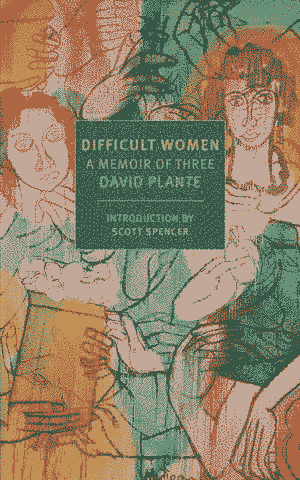 DIFFICULT WOMEN
A MEMOIR OF THREE
DAVID PLANTE
INTRODUCTION BY
SCOTT SPENCER